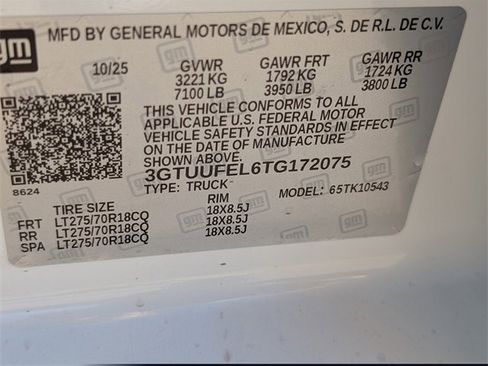 gm MFD BY GENERAL MOTORS DE MEXICO, S. DE R.L. DE C.V.
10/25 GVWR GAWR FRT GAWR RR
3221 KG 1792 KG 1724 KG
7100 LB 3950 LB 3800 LB
THIS VEHICLE CONFORMS TO ALL
APPLICABLE U.S. FEDERAL MOTOR
VEHICLE SAFETY STANDARDS IN EFFECT
ON THE DATE OF MANUFACTURE
SHOWN ABOVE.
8624 3GTUUFEL6TG172075
TYPE: TRUCK MODEL: 65TK10543
TIRE SIZE RIM
FRT LT275/70R18CQ 18X8.5J
RR LT275/70R18CQ 18X8.5J
SPA LT275/70R18CQ 18X8.5J